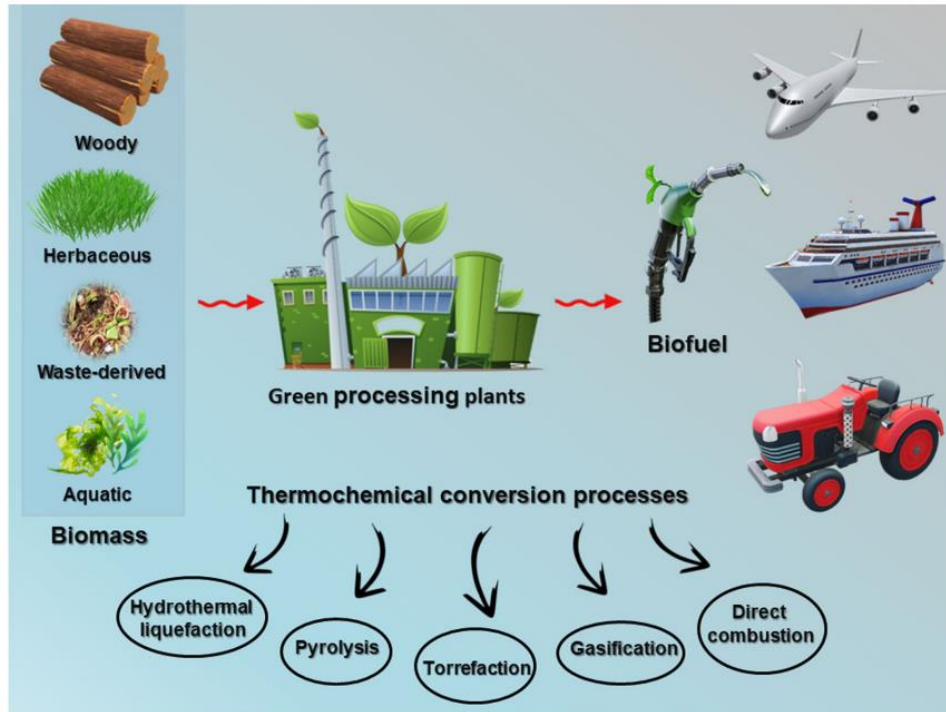 Woody
Herbaceous
Waste-derived
Aquatic
Biomass
Green processing plants
Biofuel
Thermochemical conversion processes
Hydrothermal
liquefaction
Pyrolysis
Torrefaction
Gasification
Direct
combustion